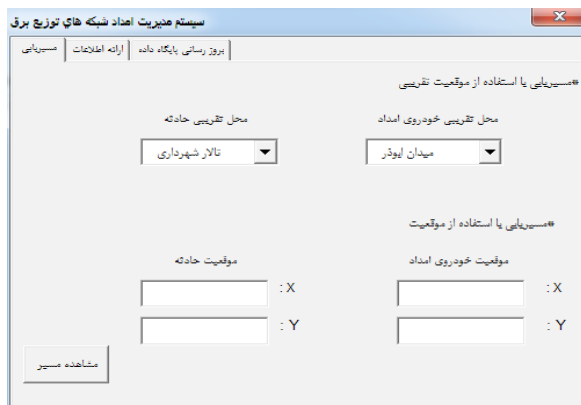 سیستم مدیریت امداد شبکه های توزیع برق
مسیریابی ارائه اطلاعات بروز رسانی پایگاه داده
*مسیریابی با استفاده از موقعیت تقریبی
محل تقریبی خودروی امداد محل تقریبی حادثه
میدان ابوذر تالار شهرداری
*مسیریابی با استفاده از موقعیت
موقعیت خودروی امداد موقعیت حادثه
X : X :
Y : Y :
مشاهده مسیر